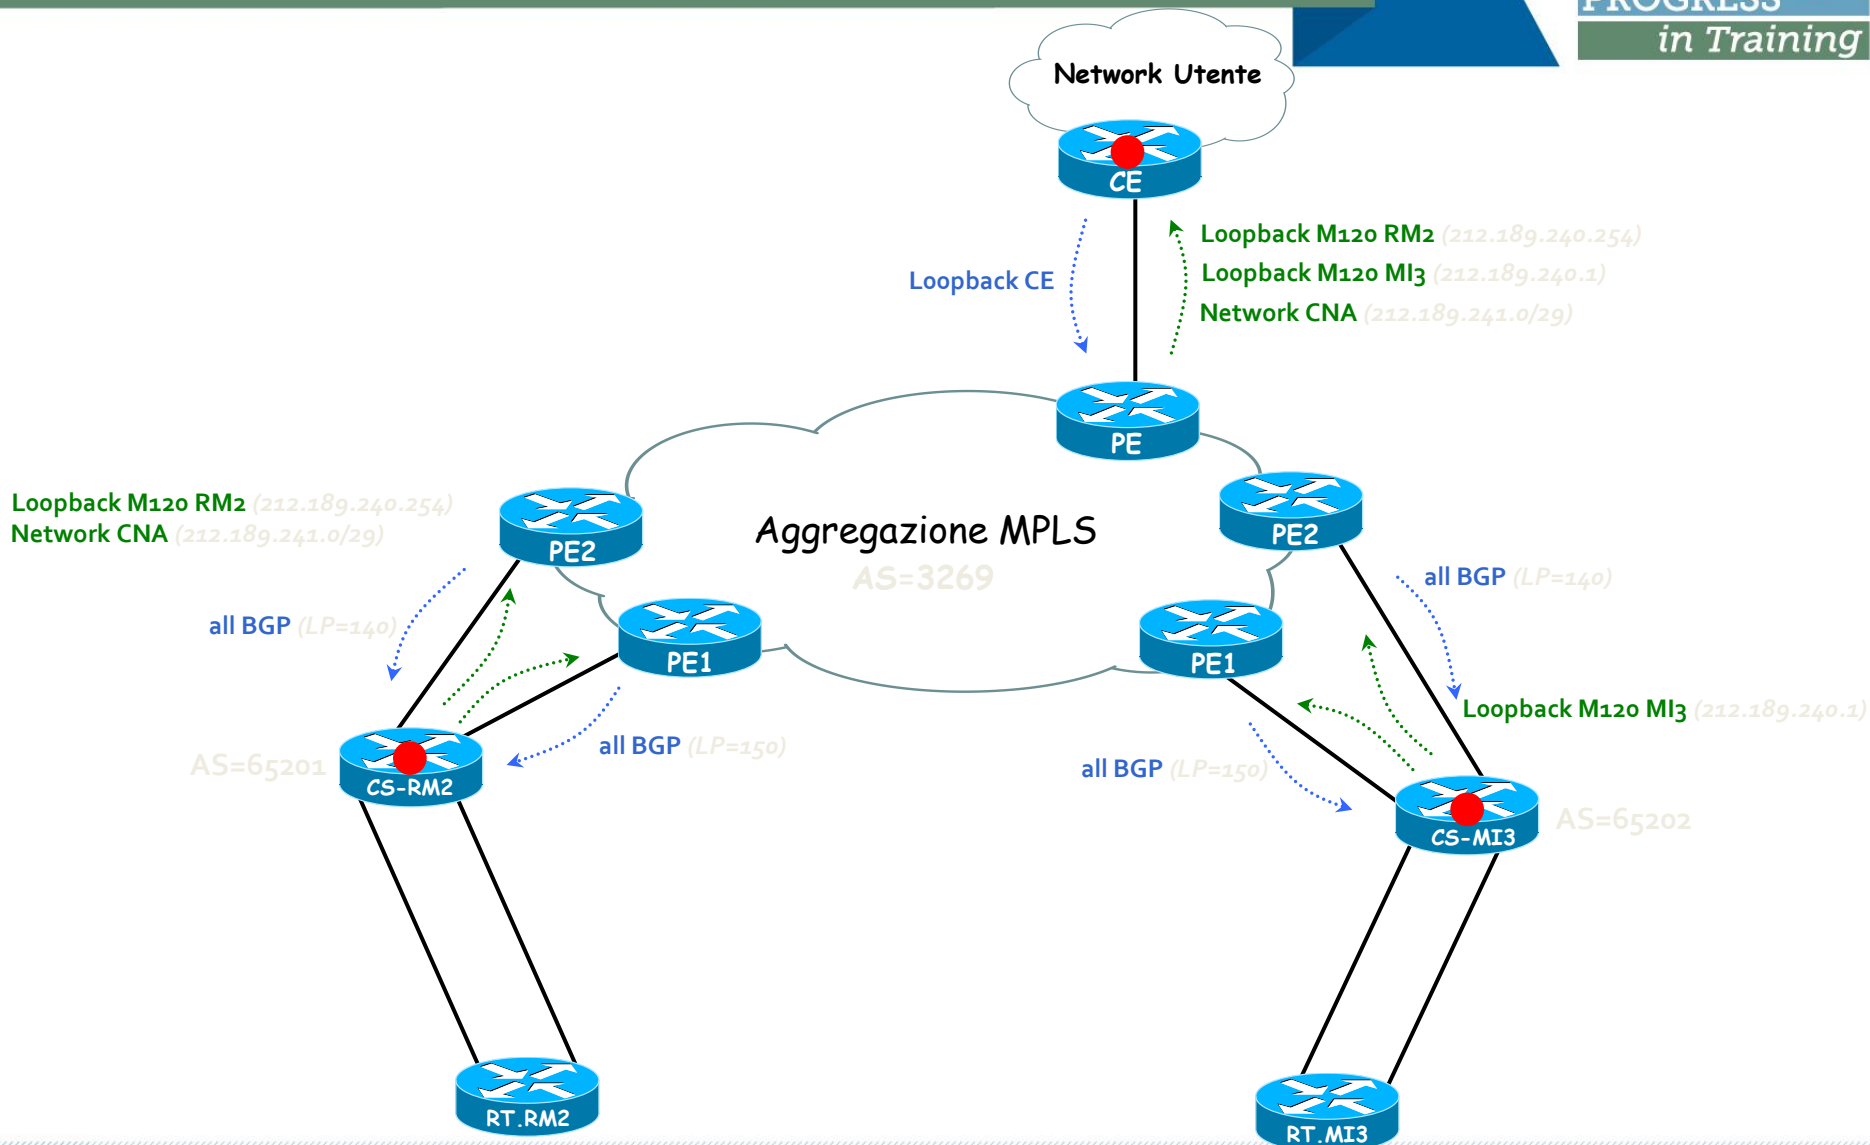 PROGRESS
in Training
Network Utente
CE
Loopback M120 RM2 (212.189.240.254)
Loopback CE
Loopback M120 MI3 (212.189.240.1)
Network CNA (212.189.241.0/29)
PE
Loopback M120 RM2 (212.189.240.254)
Network CNA (212.189.241.0/29)
PE2
Aggregazione MPLS
AS=3269
PE2
all BGP (LP=140)
all BGP (LP=140)
PE1
PE1
Loopback M120 MI3 (212.189.240.1)
all BGP (LP=150)
all BGP (LP=150)
AS=65201
CS-RM2
AS=65202
CS-MI3
RT.RM2
RT.MI3